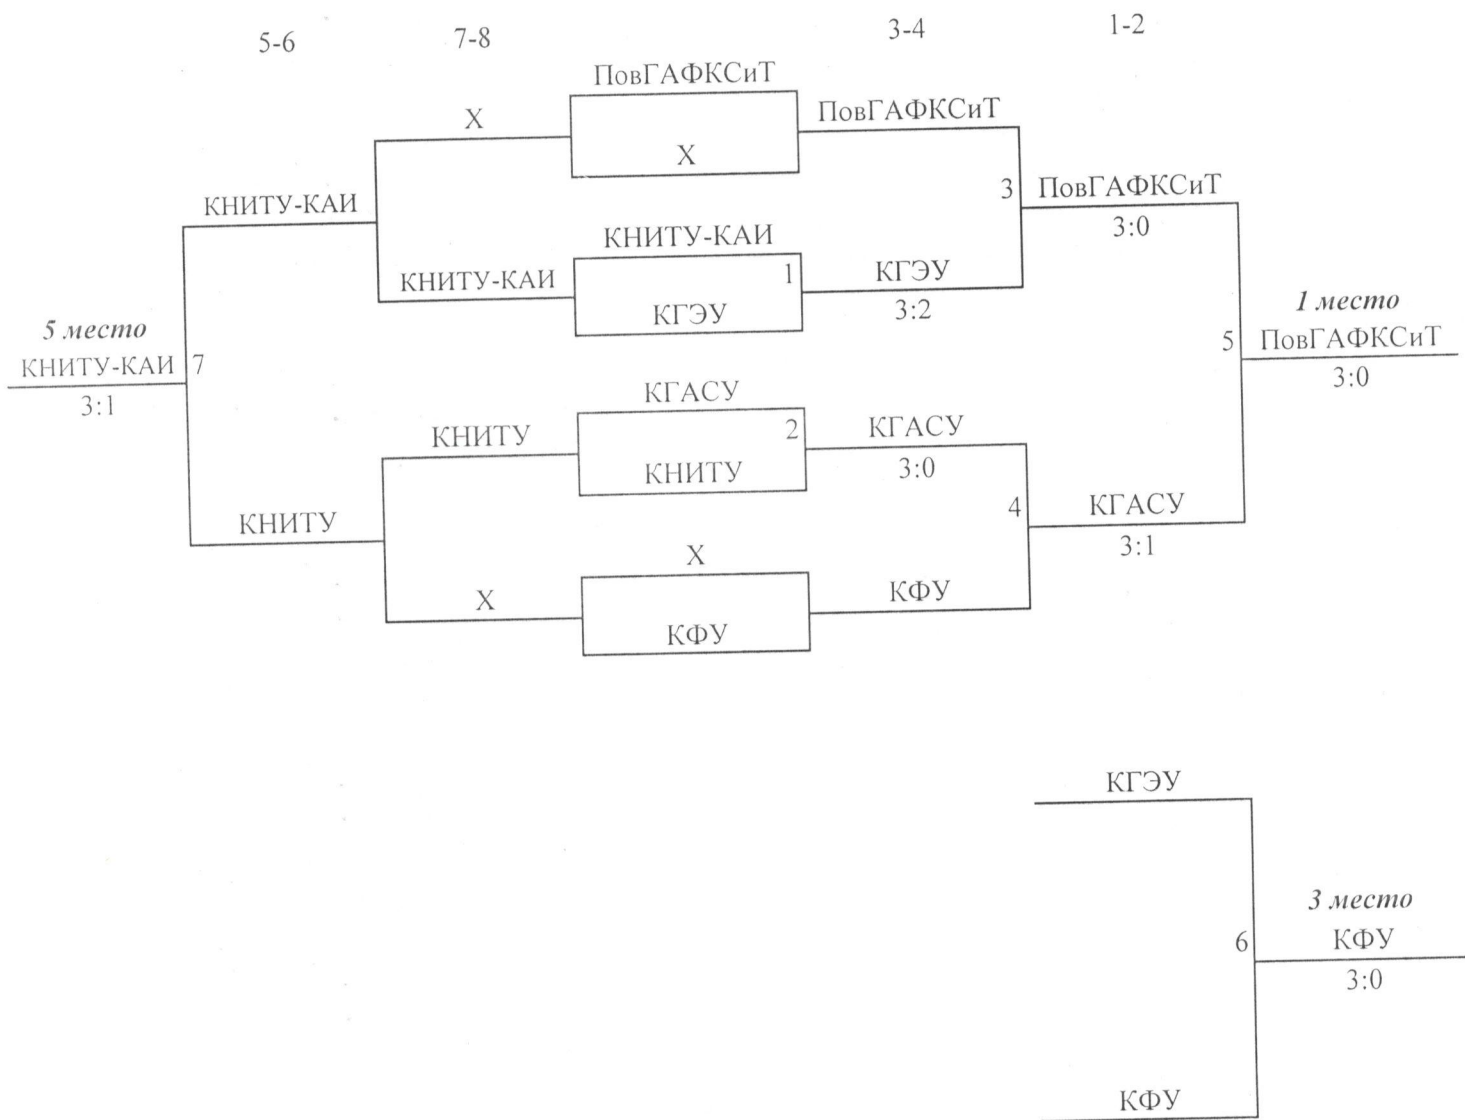 5-6 7-8 3-4 1-2
ПовГАФКСиТ
Х ПовГАФКСиТ
Х
КНИТУ-КАИ 3 ПовГАФКСиТ
3:0
КНИТУ-КАИ
КНИТУ-КАИ 1 КГЭУ
КГЭУ 3:2
5 место 1 место
КНИТУ-КАИ 7 5 ПовГАФКСиТ
3:1 3:0
КГАСУ
КНИТУ 2 КГАСУ
КНИТУ 3:0
КНИТУ 4 КГАСУ
3:1
Х
Х КФУ
КФУ
КГЭУ
3 место
6 КФУ
3:0
КФУ